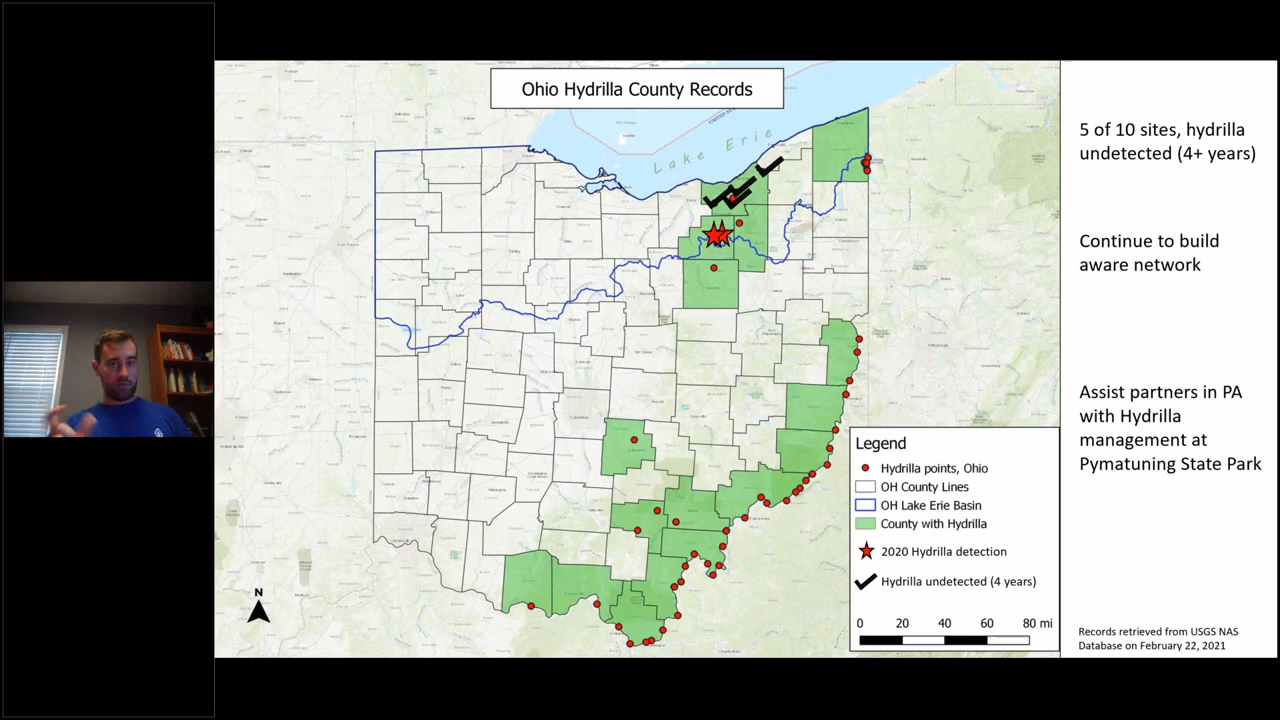 Ohio Hydrilla County Records
Lake Erie
5 of 10 sites, hydrilla
undetected (4+ years)
Continue to build
aware network
Assist partners in PA
with Hydrilla
management at
Pymatuning State Park
Legend
Hydrilla points, Ohio
OH County Lines
OH Lake Erie Basin
County with Hydrilla
2020 Hydrilla detection
Hydrilla undetected (4 years)
0 20 40 60 80 mi
N
Records retrieved from USGS NAS
Database on February 22, 2021